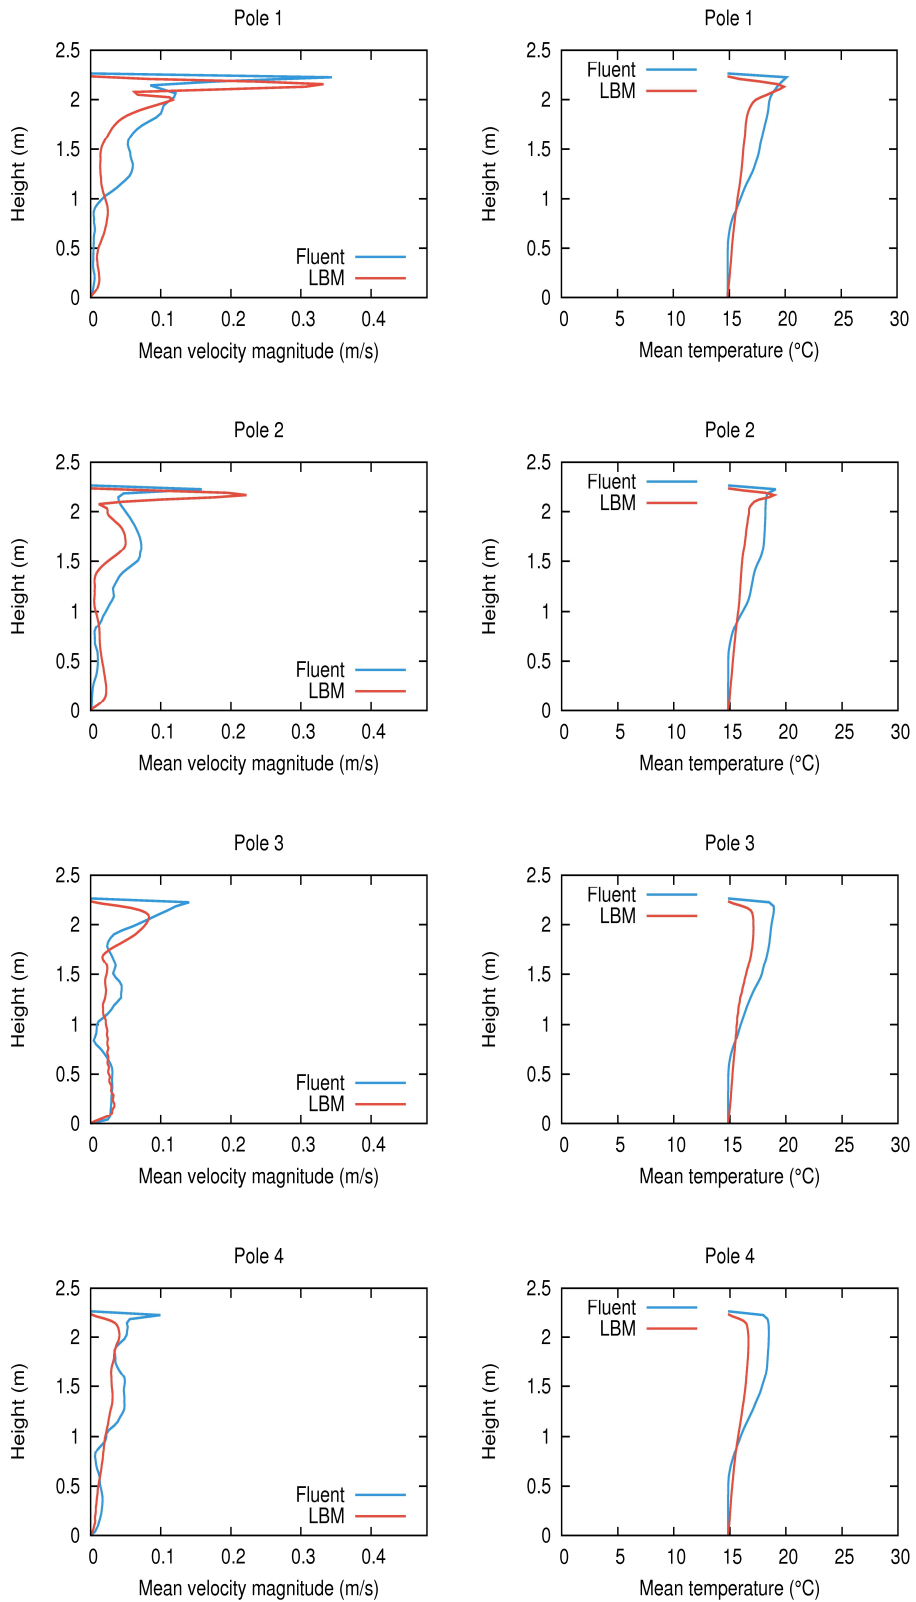 Pole 1
2.5
2
1.5
1
0.5
0
Height (m)
Fluent
LBM
0 0.1 0.2 0.3 0.4
Mean velocity magnitude (m/s)
Pole 1
2.5
2
1.5
1
0.5
0
Height (m)
Fluent
LBM
0 5 10 15 20 25 30
Mean temperature (°C)
Pole 2
2.5
2
1.5
1
0.5
0
Height (m)
Fluent
LBM
0 0.1 0.2 0.3 0.4
Mean velocity magnitude (m/s)
Pole 2
2.5
2
1.5
1
0.5
0
Height (m)
Fluent
LBM
0 5 10 15 20 25 30
Mean temperature (°C)
Pole 3
2.5
2
1.5
1
0.5
0
Height (m)
Fluent
LBM
0 0.1 0.2 0.3 0.4
Mean velocity magnitude (m/s)
Pole 3
2.5
2
1.5
1
0.5
0
Height (m)
Fluent
LBM
0 5 10 15 20 25 30
Mean temperature (°C)
Pole 4
2.5
2
1.5
1
0.5
0
Height (m)
Fluent
LBM
0 0.1 0.2 0.3 0.4
Mean velocity magnitude (m/s)
Pole 4
2.5
2
1.5
1
0.5
0
Height (m)
Fluent
LBM
0 5 10 15 20 25 30
Mean temperature (°C)